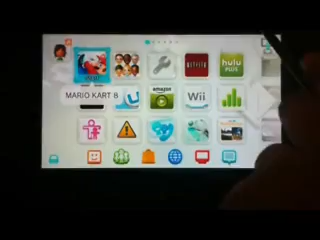 NETFLIX
hulu
PLUS
MARIO KART 8
amazon
Wii